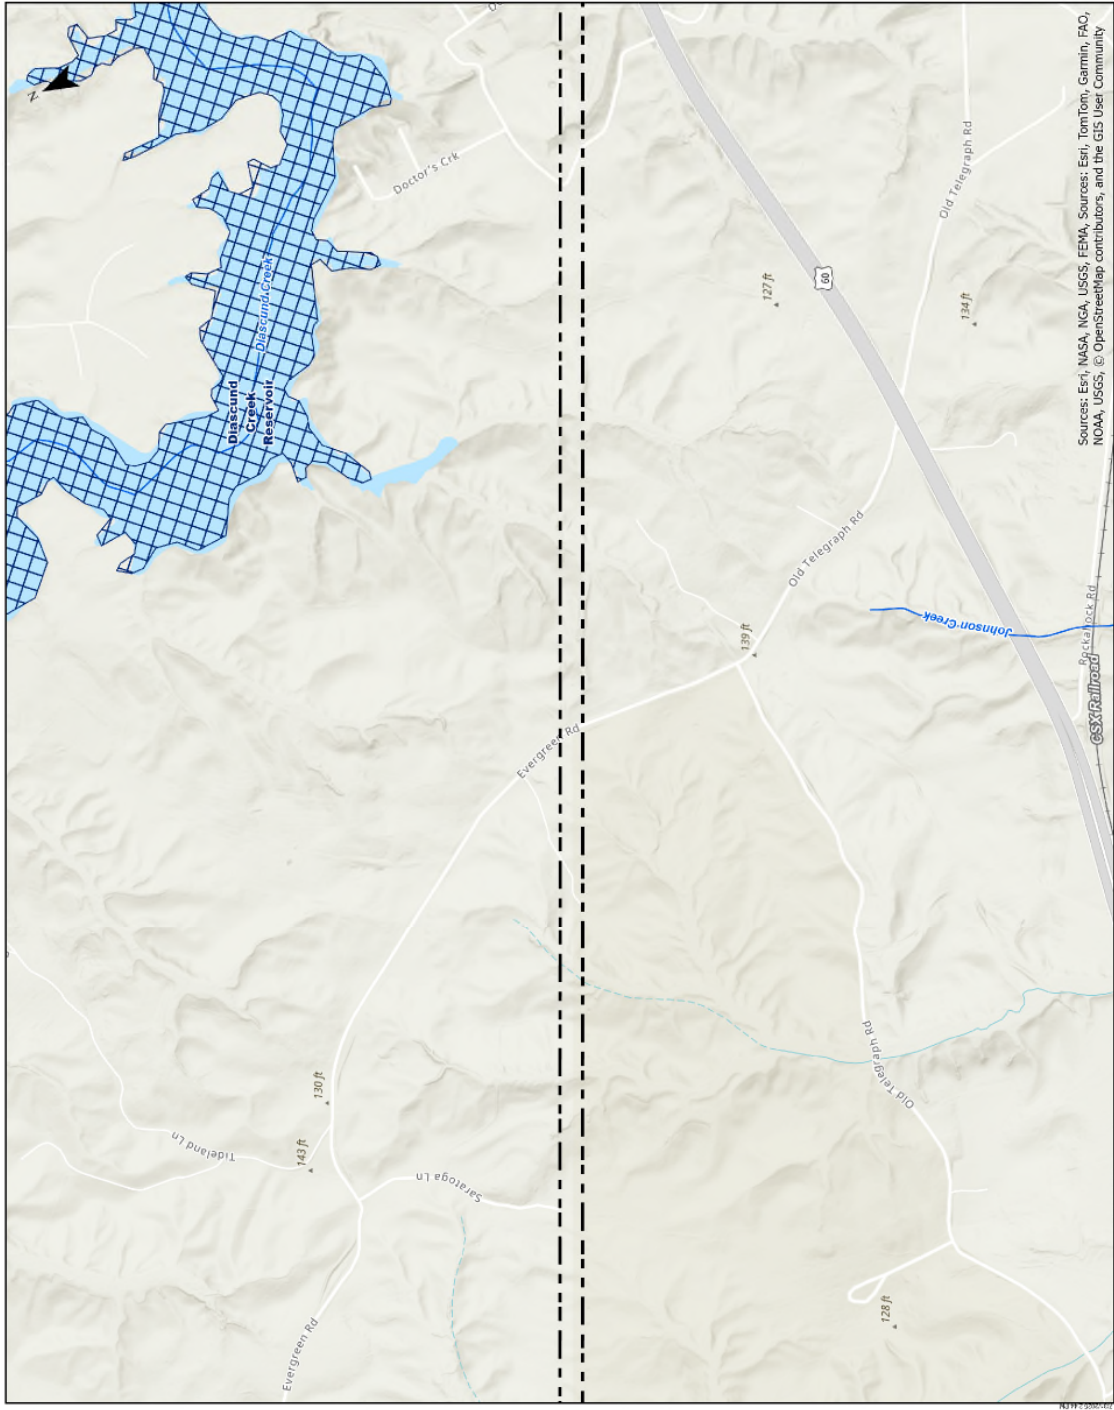 N
Do
Doctor's Crk
Old Telegraph Rd
Diascund Creek
60
127 ft
134 ft
Diascund
Creek
Reservoir
Sources: Esri, NASA, NGA, USGS, FEMA, Sources: Esri, TomTom, Garmin, FAO,
NOAA, USGS, © OpenStreetMap contributors, and the GIS User Community
Old Telegraph Rd
139 ft
Johnson Creek
Rockahock Rd
CSX Railroad
Evergreen Rd
Old Telegraph Rd
130 ft
143 ft
Tideland Ln
Saratoga Ln
128 ft
Evergreen Rd